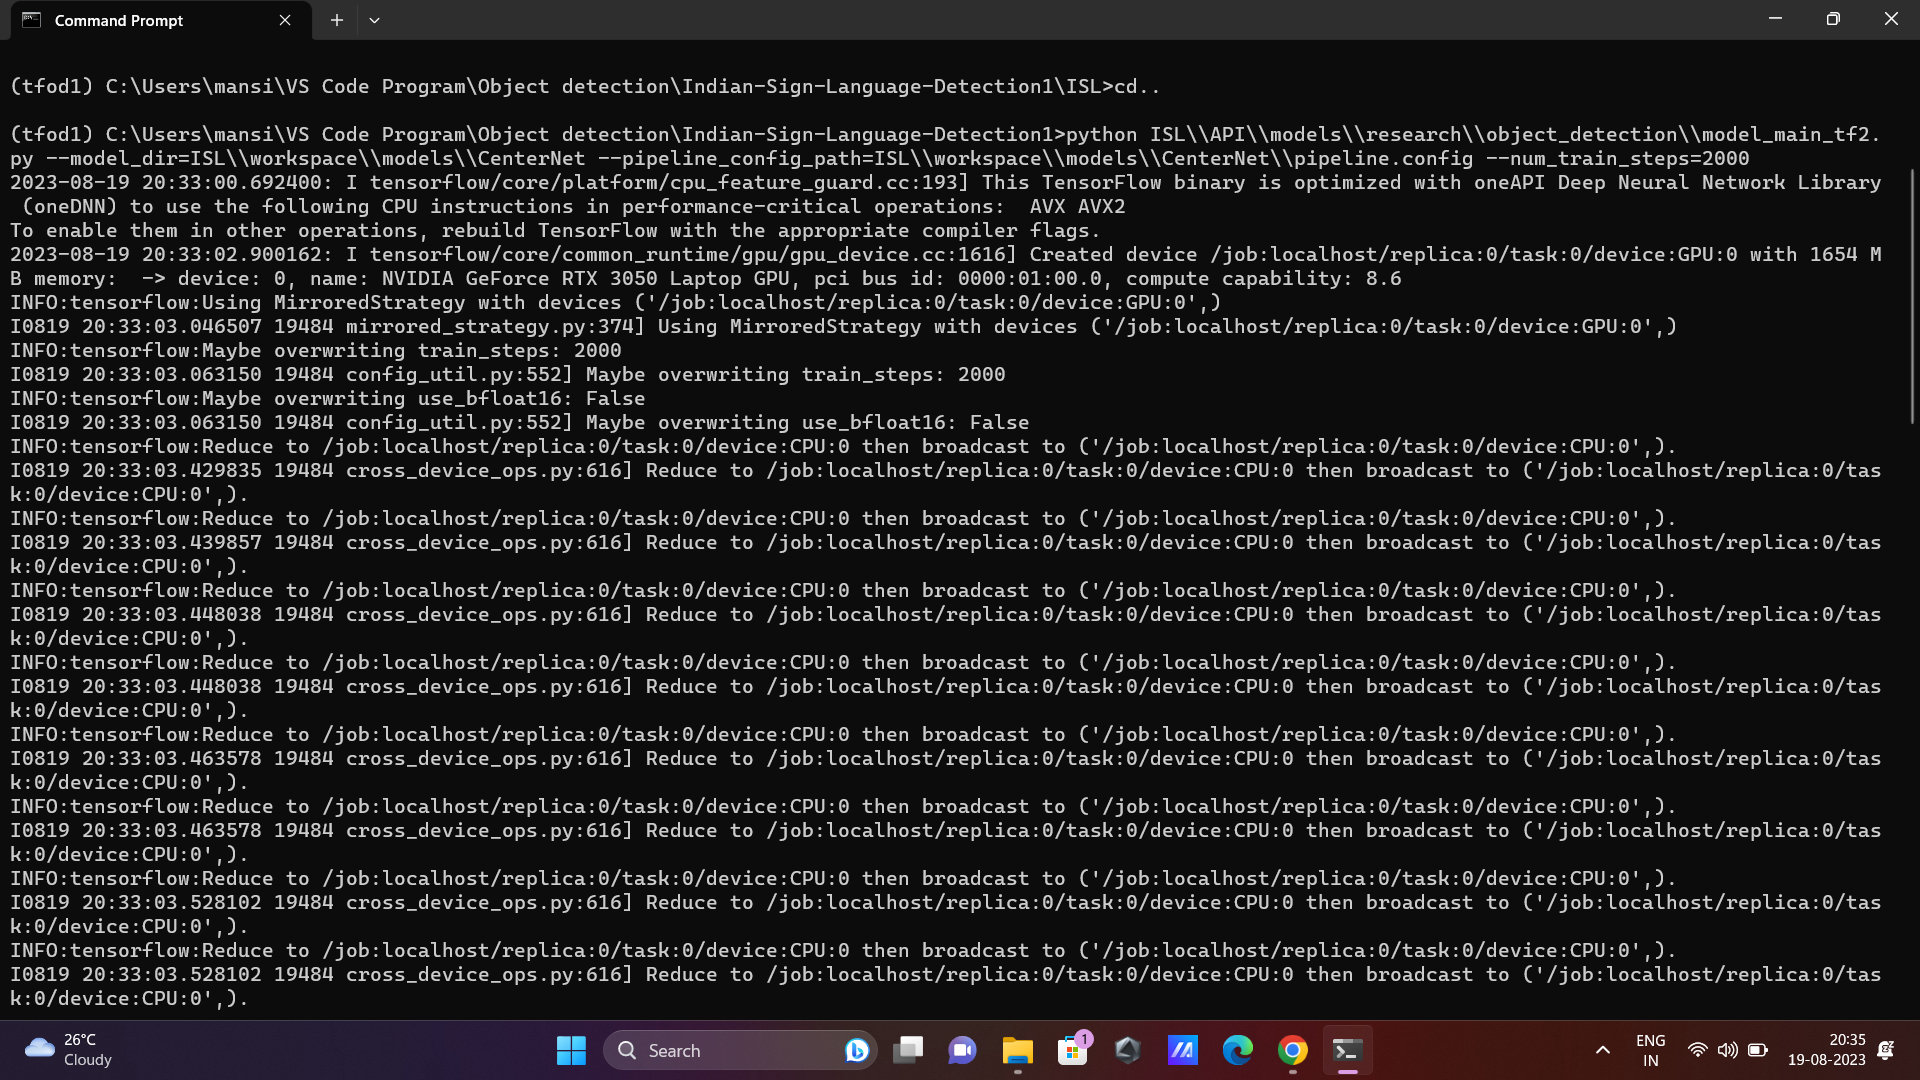 Command Prompt
(tfod1) C:\Users\mansi\VS Code Program\Object detection\Indian-Sign-Language-Detection1\ISL>cd..
(tfod1) C:\Users\mansi\VS Code Program\Object detection\Indian-Sign-Language-Detection1>python ISL\\API\\models\\research\\object_detection\\model_main_tf2.
py --model_dir=ISL\\workspace\\models\\CenterNet --pipeline_config_path=ISL\\workspace\\models\\CenterNet\\pipeline.config --num_train_steps=2000
2023-08-19 20:33:00.692400: I tensorflow/core/platform/cpu_feature_guard.cc:193] This TensorFlow binary is optimized with oneAPI Deep Neural Network Library
 (oneDNN) to use the following CPU instructions in performance-critical operations:  AVX AVX2
To enable them in other operations, rebuild TensorFlow with the appropriate compiler flags.
2023-08-19 20:33:02.900162: I tensorflow/core/common_runtime/gpu/gpu_device.cc:1616] Created device /job:localhost/replica:0/task:0/device:GPU:0 with 1654 M
B memory:  -> device: 0, name: NVIDIA GeForce RTX 3050 Laptop GPU, pci bus id: 0000:01:00.0, compute capability: 8.6
INFO:tensorflow:Using MirroredStrategy with devices ('/job:localhost/replica:0/task:0/device:GPU:0',)
I0819 20:33:03.046507 19484 mirrored_strategy.py:374] Using MirroredStrategy with devices ('/job:localhost/replica:0/task:0/device:GPU:0',)
INFO:tensorflow:Maybe overwriting train_steps: 2000
I0819 20:33:03.063150 19484 config_util.py:552] Maybe overwriting train_steps: 2000
INFO:tensorflow:Maybe overwriting use_bfloat16: False
I0819 20:33:03.063150 19484 config_util.py:552] Maybe overwriting use_bfloat16: False
INFO:tensorflow:Reduce to /job:localhost/replica:0/task:0/device:CPU:0 then broadcast to ('/job:localhost/replica:0/task:0/device:CPU:0',).
I0819 20:33:03.429835 19484 cross_device_ops.py:616] Reduce to /job:localhost/replica:0/task:0/device:CPU:0 then broadcast to ('/job:localhost/replica:0/tas
k:0/device:CPU:0',).
INFO:tensorflow:Reduce to /job:localhost/replica:0/task:0/device:CPU:0 then broadcast to ('/job:localhost/replica:0/task:0/device:CPU:0',).
I0819 20:33:03.439857 19484 cross_device_ops.py:616] Reduce to /job:localhost/replica:0/task:0/device:CPU:0 then broadcast to ('/job:localhost/replica:0/tas
k:0/device:CPU:0',).
INFO:tensorflow:Reduce to /job:localhost/replica:0/task:0/device:CPU:0 then broadcast to ('/job:localhost/replica:0/task:0/device:CPU:0',).
I0819 20:33:03.448038 19484 cross_device_ops.py:616] Reduce to /job:localhost/replica:0/task:0/device:CPU:0 then broadcast to ('/job:localhost/replica:0/tas
k:0/device:CPU:0',).
INFO:tensorflow:Reduce to /job:localhost/replica:0/task:0/device:CPU:0 then broadcast to ('/job:localhost/replica:0/task:0/device:CPU:0',).
I0819 20:33:03.448038 19484 cross_device_ops.py:616] Reduce to /job:localhost/replica:0/task:0/device:CPU:0 then broadcast to ('/job:localhost/replica:0/tas
k:0/device:CPU:0',).
INFO:tensorflow:Reduce to /job:localhost/replica:0/task:0/device:CPU:0 then broadcast to ('/job:localhost/replica:0/task:0/device:CPU:0',).
I0819 20:33:03.463578 19484 cross_device_ops.py:616] Reduce to /job:localhost/replica:0/task:0/device:CPU:0 then broadcast to ('/job:localhost/replica:0/tas
k:0/device:CPU:0',).
INFO:tensorflow:Reduce to /job:localhost/replica:0/task:0/device:CPU:0 then broadcast to ('/job:localhost/replica:0/task:0/device:CPU:0',).
I0819 20:33:03.463578 19484 cross_device_ops.py:616] Reduce to /job:localhost/replica:0/task:0/device:CPU:0 then broadcast to ('/job:localhost/replica:0/tas
k:0/device:CPU:0',).
INFO:tensorflow:Reduce to /job:localhost/replica:0/task:0/device:CPU:0 then broadcast to ('/job:localhost/replica:0/task:0/device:CPU:0',).
I0819 20:33:03.528102 19484 cross_device_ops.py:616] Reduce to /job:localhost/replica:0/task:0/device:CPU:0 then broadcast to ('/job:localhost/replica:0/tas
k:0/device:CPU:0',).
INFO:tensorflow:Reduce to /job:localhost/replica:0/task:0/device:CPU:0 then broadcast to ('/job:localhost/replica:0/task:0/device:CPU:0',).
I0819 20:33:03.528102 19484 cross_device_ops.py:616] Reduce to /job:localhost/replica:0/task:0/device:CPU:0 then broadcast to ('/job:localhost/replica:0/tas
k:0/device:CPU:0',).
26°C
Cloudy
Search
1
ENG
IN
20:35
19-08-2023